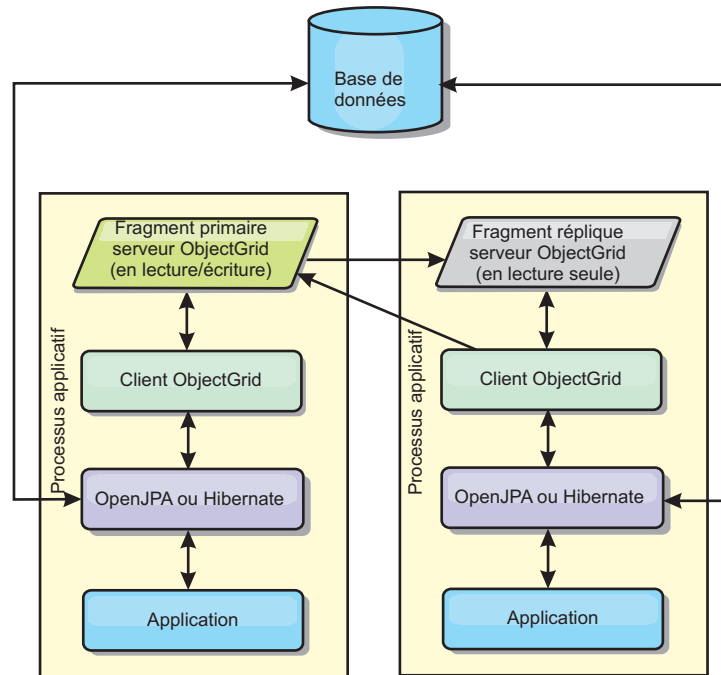 Base de
données
Fragment primaire
serveur ObjectGrid
(en lecture/écriture)
Processus applicatif
Client ObjectGrid
OpenJPA ou Hibernate
Application
Fragment réplique
serveur ObjectGrid
(en lecture seule)
Processus applicatif
Client ObjectGrid
OpenJPA ou Hibernate
Application